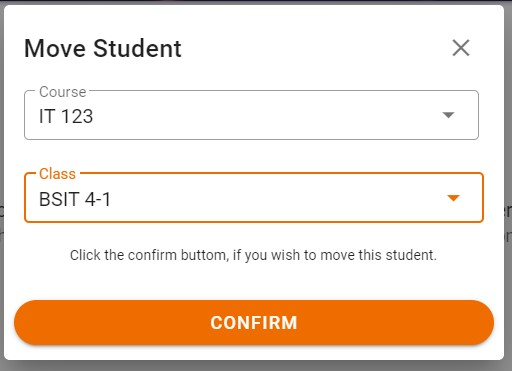 Move Student
Course
IT 123
Class
BSIT 4-1
Click the confirm buttom, if you wish to move this student.
CONFIRM